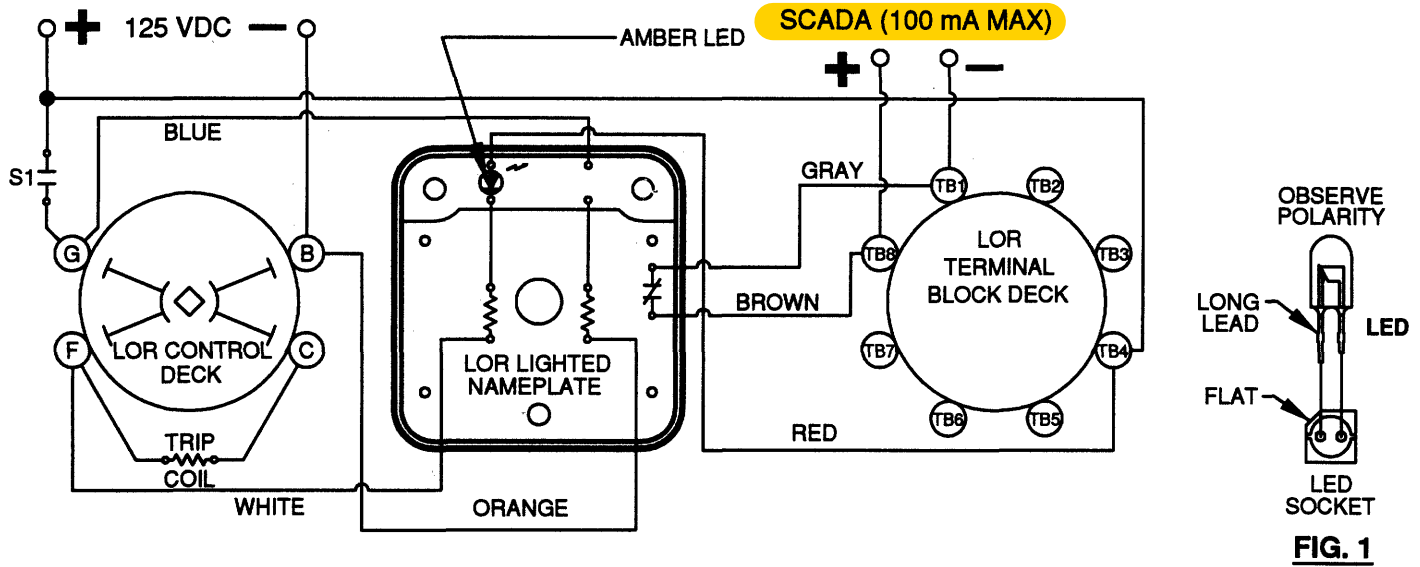 + 125 VDC −
AMBER LED
SCADA (100 mA MAX)
+ −
BLUE
S1
GRAY
TB1
TB2
OBSERVE
POLARITY
G
B
LOR
TERMINAL
BLOCK DECK
TB8
TB3
BROWN
LONG
LEAD
LED
F
C
LOR CONTROL
DECK
LOR LIGHTED
NAMEPLATE
TB7
TB4
FLAT
TB6
TB5
RED
TRIP
COIL
WHITE
ORANGE
LED
SOCKET
FIG. 1